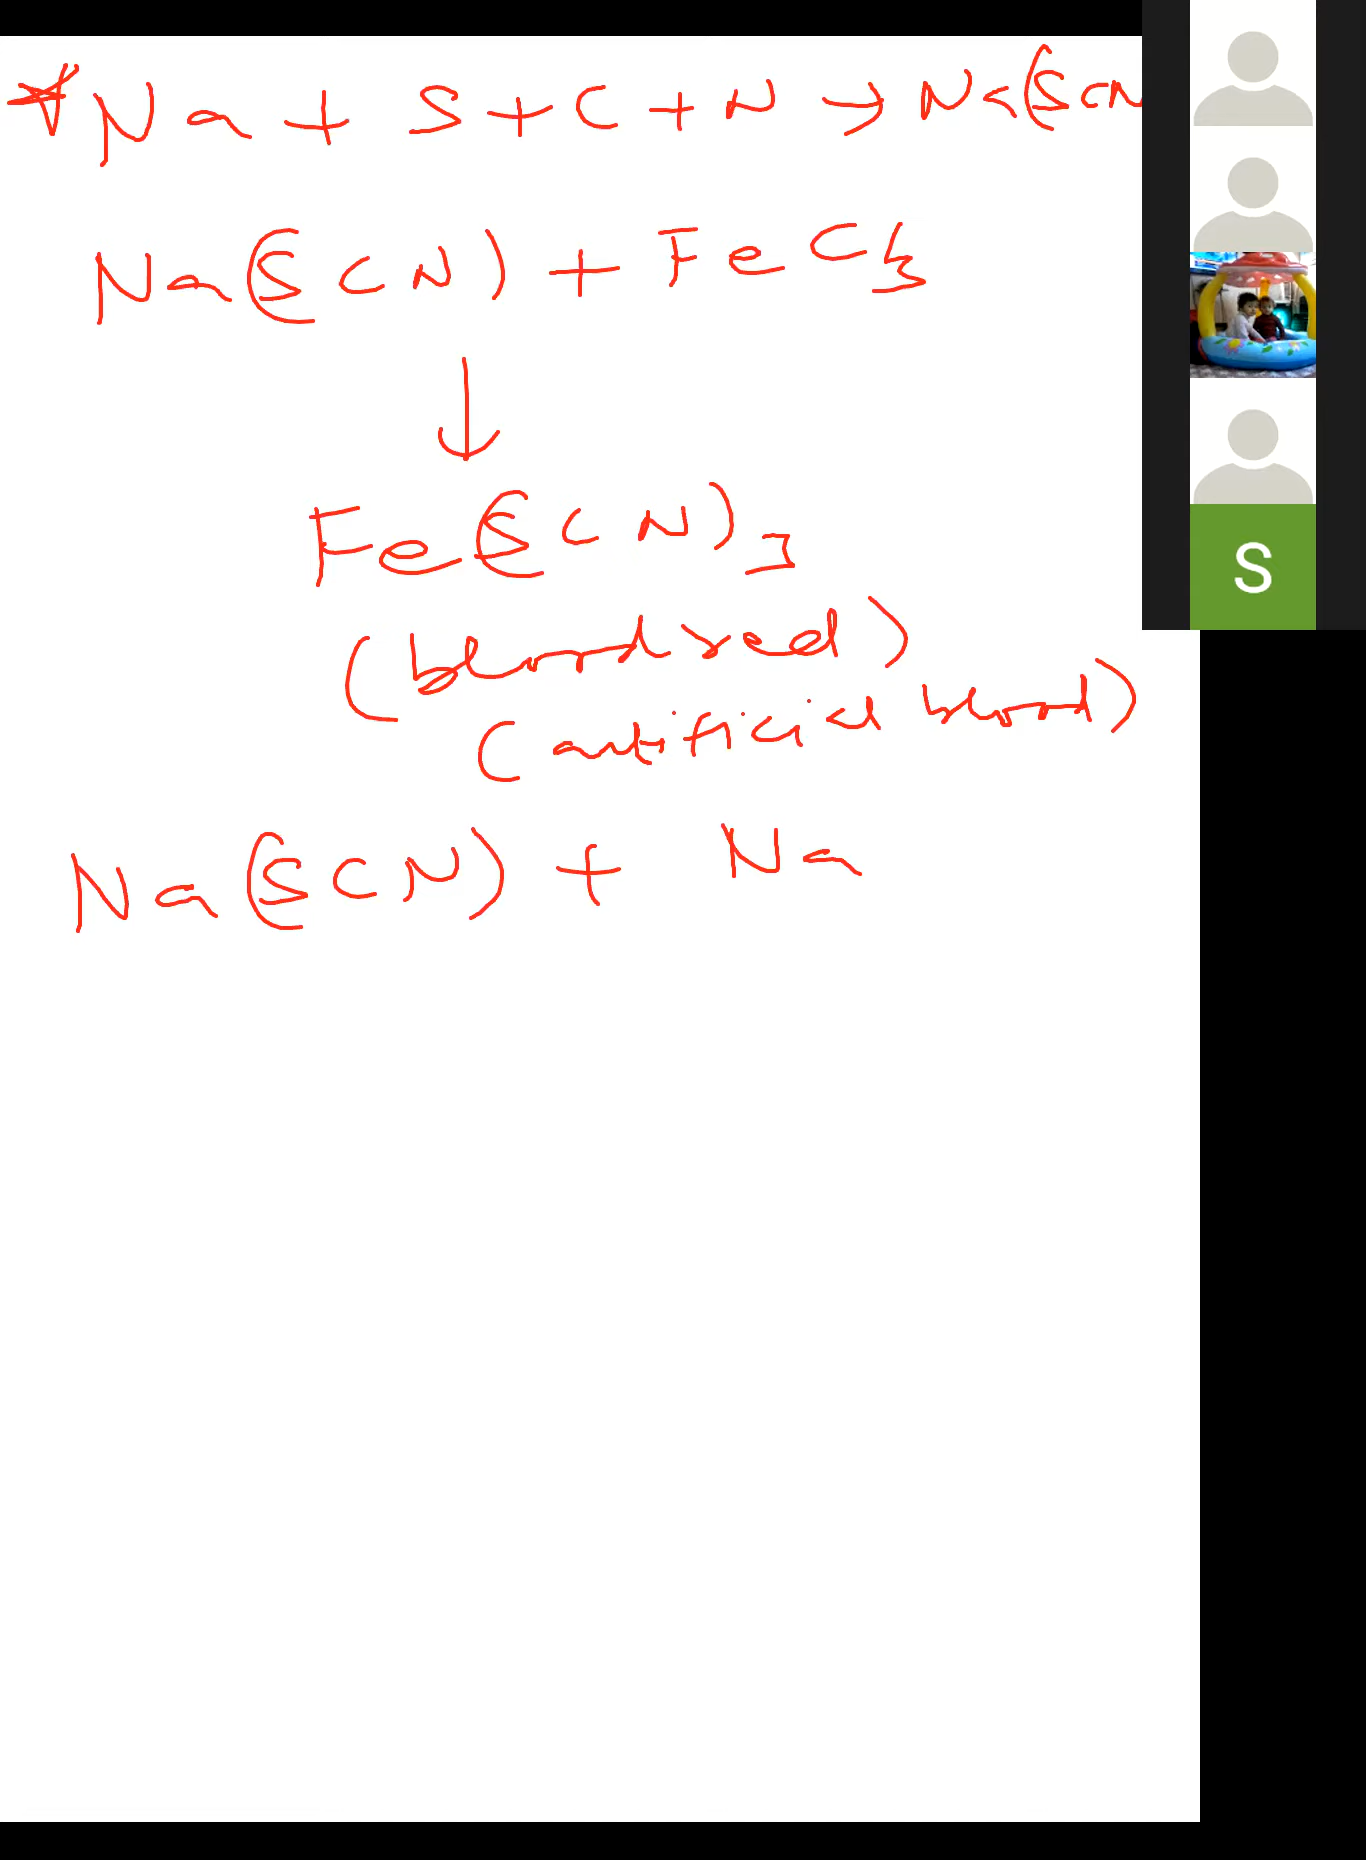 Na + S + C + N → Na(SCN
Na(SCN) + FeCl3
↓
Fe(SCN)3
(blood red)
(artificial blood)
Na(SCN) + Na
S